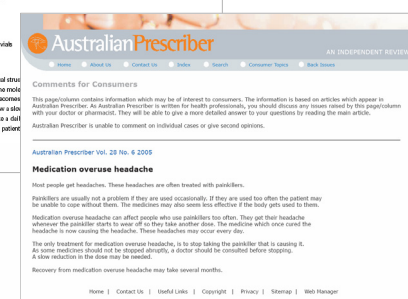 vials
al struc
he mole
ecomes
w a slow
e a dail
patient
AustralianPrescriber
AN INDEPENDENT REVIEW
Home About Us Contact Us Index Search Consumer Topics Back Issues
Comments for Consumers
This page/column contains information which may be of interest to consumers. The information is based on articles which appear in
Australian Prescriber. As Australian Prescriber is written for health professionals, you should discuss any issues raised by this page/column
with your doctor or pharmacist. They will be able to give a more detailed answer to your questions by reading the main article.
Australian Prescriber is unable to comment on individual cases or give second opinions.
Australian Prescriber Vol. 28 No. 6 2005
Medication overuse headache
Most people get headaches. These headaches are often treated with painkillers.
Painkillers are usually not a problem if they are used occasionally. If they are used too often the patient may
be unable to cope without them. The medicines may also seem less effective if the body gets used to them.
Medication overuse headache can affect people who use painkillers too often. They get their headache
whenever the painkiller starts to wear off so they take another dose. The medicine which once cured the
headache is now causing the headache. These headaches may occur every day.
The only treatment for medication overuse headache, is to stop taking the painkiller that is causing it.
As some medicines should not be stopped abruptly, a doctor should be consulted before stopping.
A slow reduction in the dose may be needed.
Recovery from medication overuse headache may take several months.
Home | Contact Us | Useful Links | Copyright | Privacy | Sitemap | Web Manager